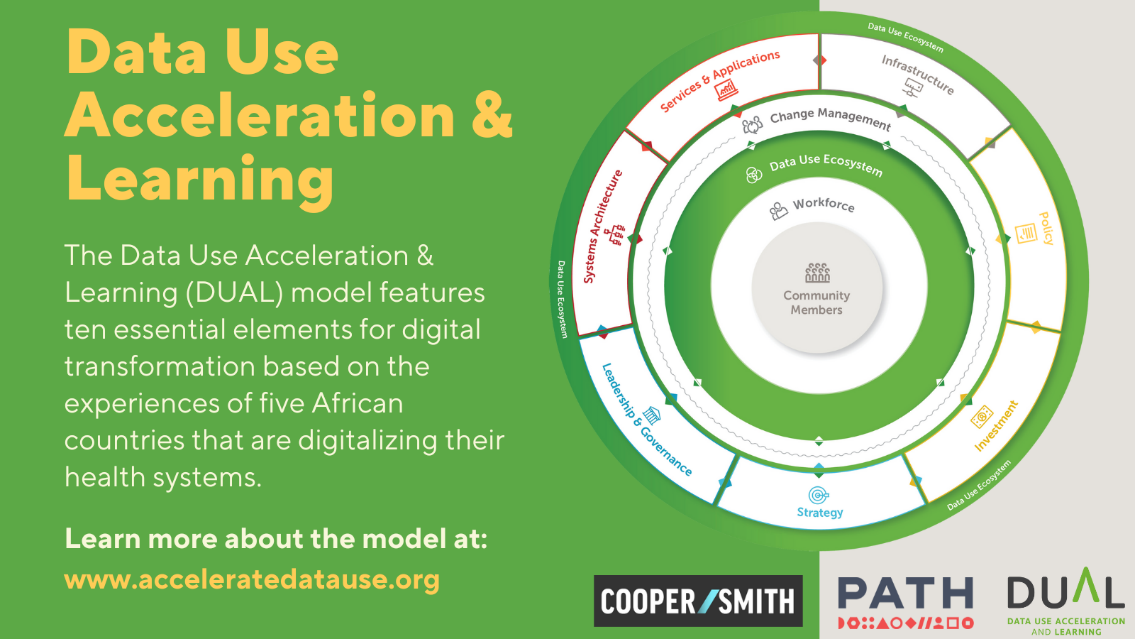 Data Use
Acceleration &
Learning
The Data Use Acceleration &
Learning (DUAL) model features
ten essential elements for digital
transformation based on the
experiences of five African
countries that are digitalizing their
health systems.
Learn more about the model at:
www.acceleratedatause.org
Data Use Ecosystem
Services & Applications
Infrastructure
Change Management
Data Use Ecosystem
Workforce
Community
Members
Systems Architecture
Policy
Data Use Ecosystem
Leadership & Governance
Investment
Strategy
Data Use Ecosystem
COOPER/SMITH
PATH
DUAL
DATA USE ACCELERATION
AND LEARNING